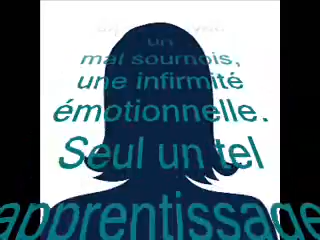 un
mal sournois,
une infirmité
émotionnelle.
Seul un tel
apprentissage